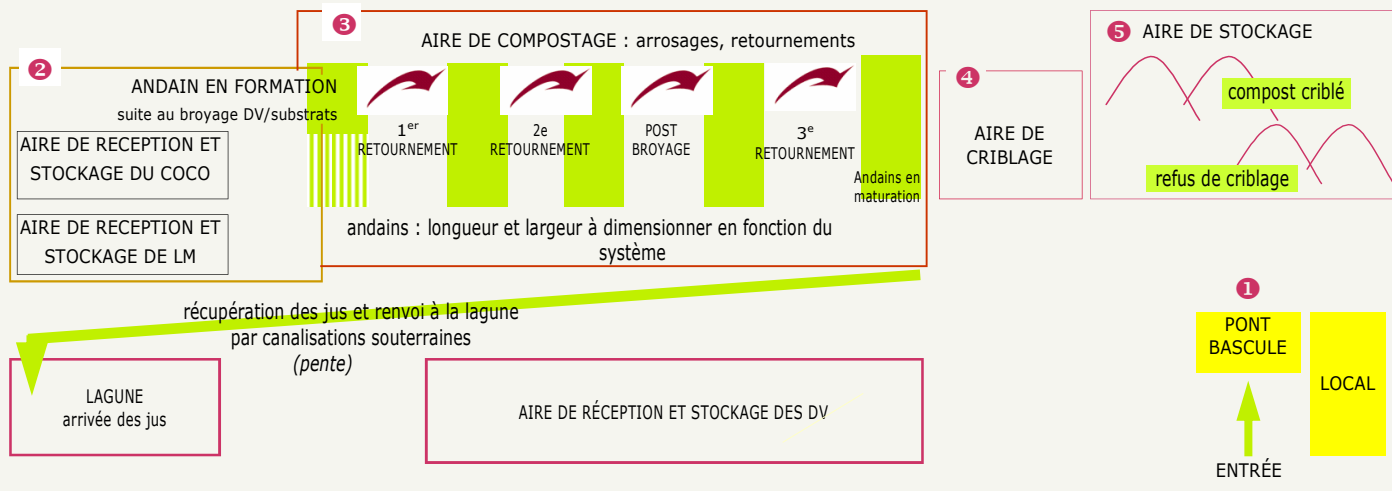 ❸
AIRE DE COMPOSTAGE : arrosages, retournements
❷
ANDAIN EN FORMATION
suite au broyage DV/substrats
AIRE DE RECEPTION ET
STOCKAGE DU COCO
AIRE DE RECEPTION ET
STOCKAGE DE LM
1er
RETOURNEMENT
2e
RETOURNEMENT
POST
BROYAGE
3e
RETOURNEMENT
Andains en
maturation
andains : longueur et largeur à dimensionner en fonction du
système
❹
AIRE DE
CRIBLAGE
❺ AIRE DE STOCKAGE
compost criblé
refus de criblage
récupération des jus et renvoi à la lagune
par canalisations souterraines
(pente)
LAGUNE
arrivée des jus
AIRE DE RÉCEPTION ET STOCKAGE DES DV
❶
PONT
BASCULE
LOCAL
ENTRÉE